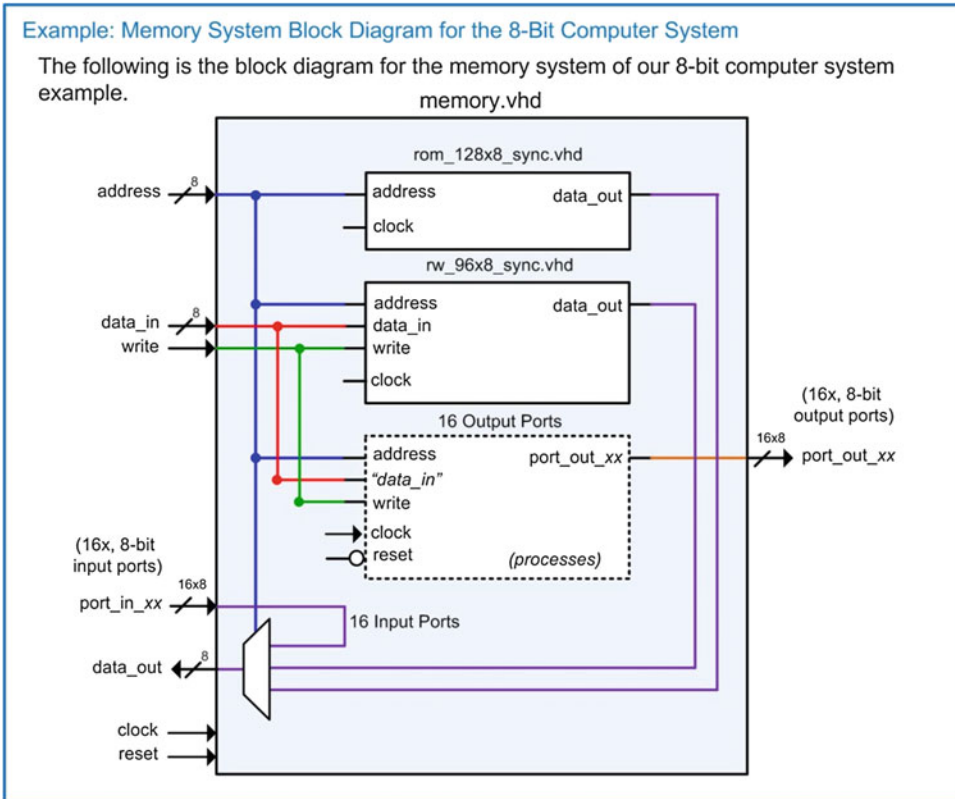 Example: Memory System Block Diagram for the 8-Bit Computer System
The following is the block diagram for the memory system of our 8-bit computer system
example.
memory.vhd
rom_128x8_sync.vhd
address
8
address
data_out
clock
rw_96x8_sync.vhd
address
data_out
data_in
8
data_in
write
write
clock
(16x, 8-bit
output ports)
16 Output Ports
address
port_out_xx
16x8
port_out_xx
“data_in”
write
clock
reset
(processes)
(16x, 8-bit
input ports)
16x8
port_in_xx
16 Input Ports
data_out
8
clock
reset